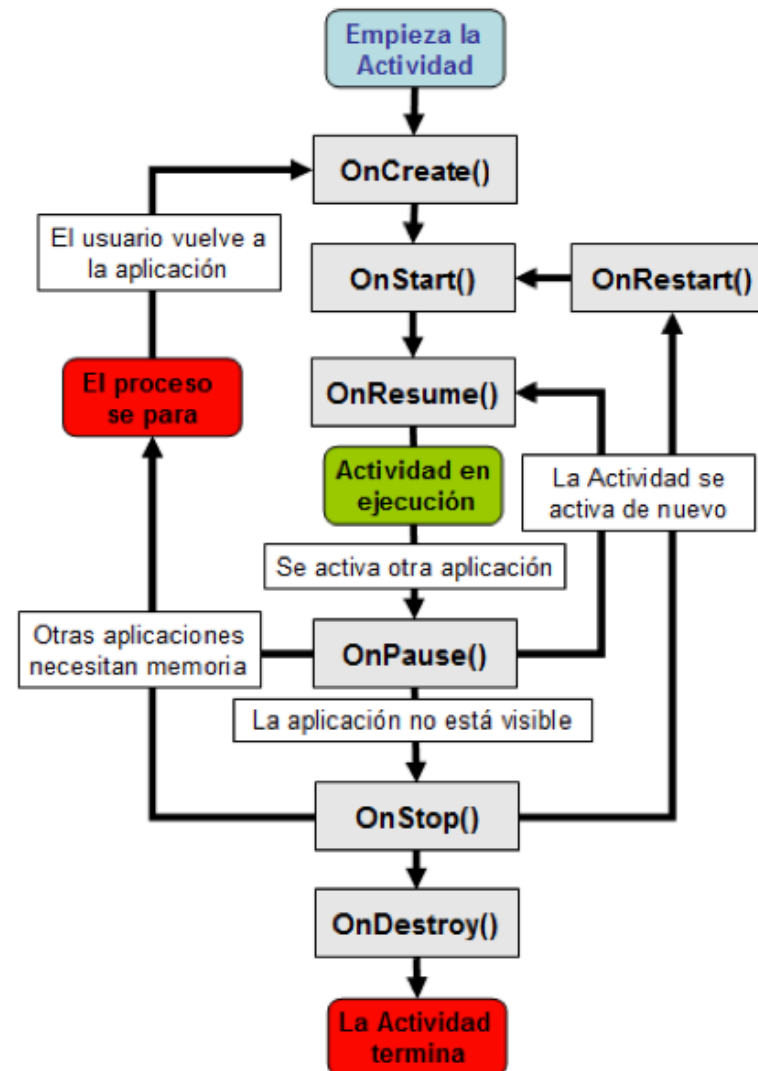 Empieza la
Actividad
OnCreate()
El usuario vuelve a
la aplicación
OnStart()
OnRestart()
El proceso
se para
OnResume()
Actividad en
ejecución
La Actividad se
activa de nuevo
Se activa otra aplicación
Otras aplicaciones
necesitan memoria
OnPause()
La aplicación no está visible
OnStop()
OnDestroy()
La Actividad
termina